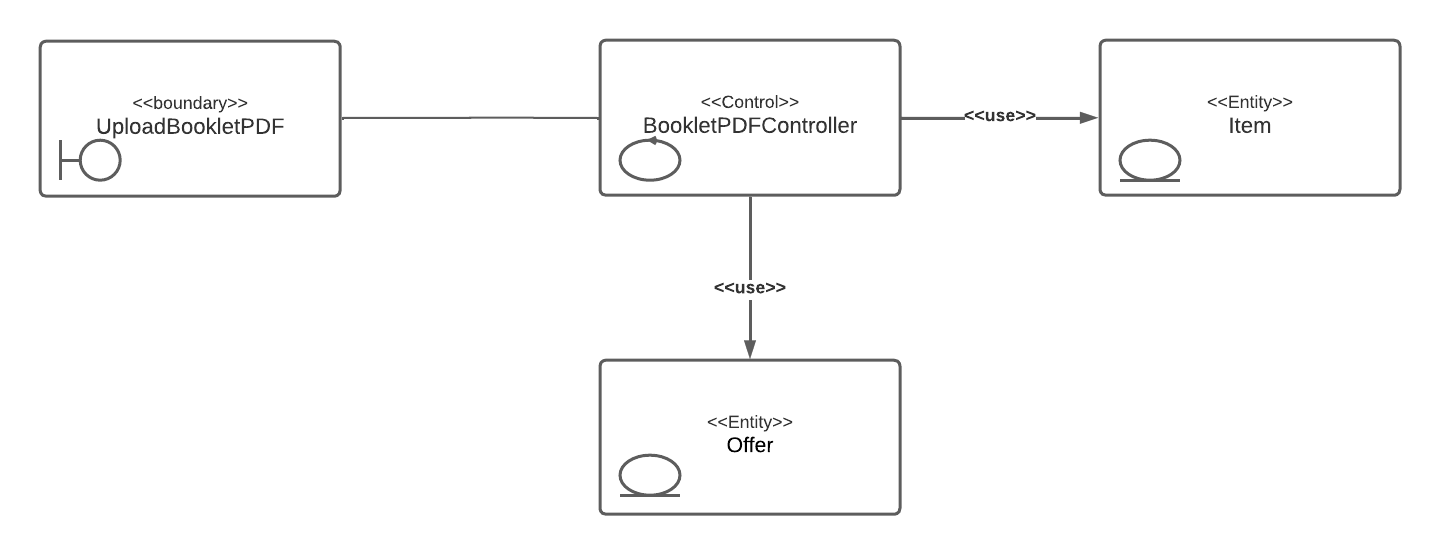 <<boundary>>
UploadBookletPDF
<<Control>>
BookletPDFController
<<use>>
<<Entity>>
Item
<<use>>
<<Entity>>
Offer